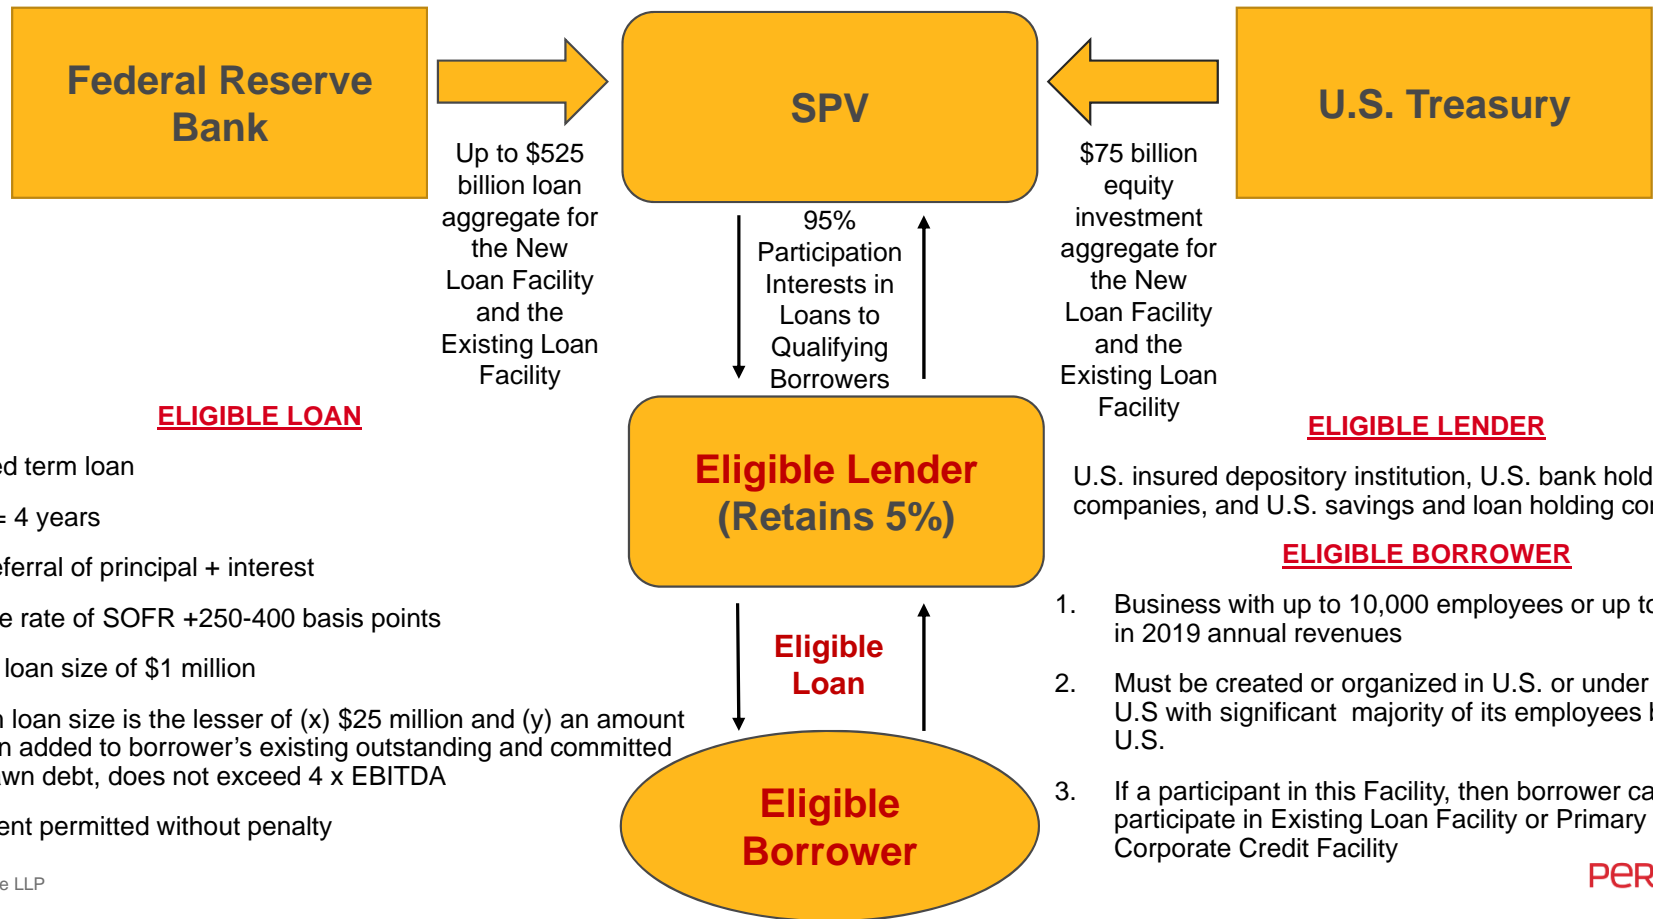 Federal Reserve
Bank
SPV
U.S. Treasury
Up to $525
billion loan
aggregate for
the New
Loan Facility
and the
Existing Loan
Facility
95%
Participation
Interests in
Loans to
Qualifying
Borrowers
$75 billion
equity
investment
aggregate for
the New
Loan Facility
and the
Existing Loan
Facility
ELIGIBLE LOAN
term loan
= 4 years
of principal + interest
rate of SOFR +250-400 basis points
loan size of $1 million
loan size is the lesser of (x) $25 million and (y) an amount
added to borrower’s existing outstanding and committed
debt, does not exceed 4 x EBITDA
permitted without penalty
Eligible Lender
(Retains 5%)
Eligible
Loan
Eligible
Borrower
ELIGIBLE LENDER
U.S. insured depository institution, U.S. bank
companies, and U.S. savings and loan holding
ELIGIBLE BORROWER
1. Business with up to 10,000 employees or up to
in 2019 annual revenues
2. Must be created or organized in U.S. or under
U.S with significant majority of its employees
U.S.
3. If a participant in this Facility, then borrower
participate in Existing Loan Facility or Primary
Corporate Credit Facility
LLP